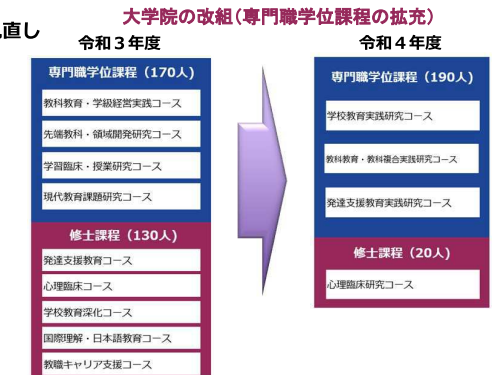 大学院の改組(専門職学位課程の拡充)
直し
令和３年度
専門職学位課程（170人）
教科教育・学級経営実践コース
先端教科・領域開発研究コース
学習臨床・授業研究コース
現代教育課題研究コース
修士課程（130人）
発達支援教育コース
心理臨床コース
学校教育深化コース
国際理解・日本語教育コース
教職キャリア支援コース
令和４年度
専門職学位課程（190人）
学校教育実践研究コース
教科教育・教科複合実践研究コース
発達支援教育実践研究コース
修士課程（20人）
心理臨床研究コース